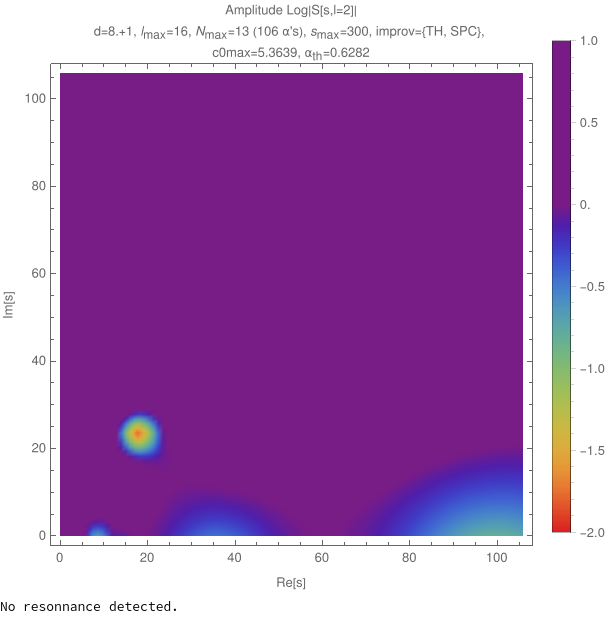 Amplitude Log|S[s,l=2]|
d=8.+1, lmax=16, Nmax=13 (106 α's), smax=300, improv={TH, SPC},
c0max=5.3639, αth=0.6282
1.0
0.5
0.
-0.5
-1.0
-1.5
-2.0
100
80
60
40
20
0
Im[s]
0 20 40 60 80 100
Re[s]
No resonnance detected.